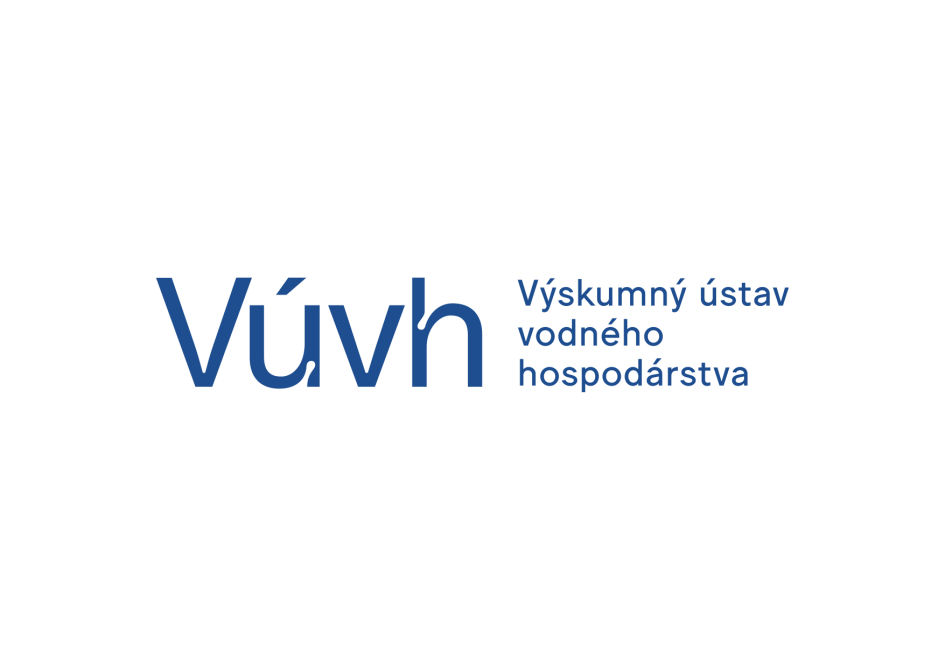 Vúvh
Výskumný ústav
vodného
hospodárstva